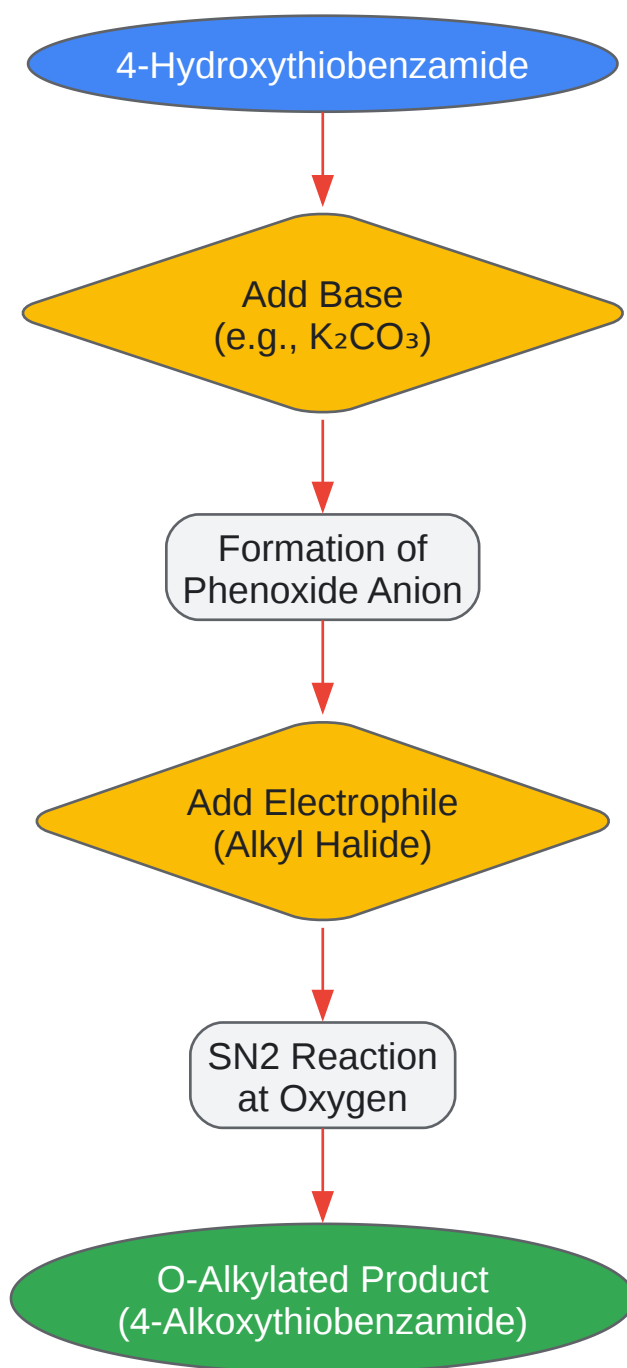 4-Hydroxythiobenzamide
Add Base
(e.g., K₂CO₃)
Formation of
Phenoxide Anion
Add Electrophile
(Alkyl Halide)
SN2 Reaction
at Oxygen
O-Alkylated Product
(4-Alkoxythiobenzamide)